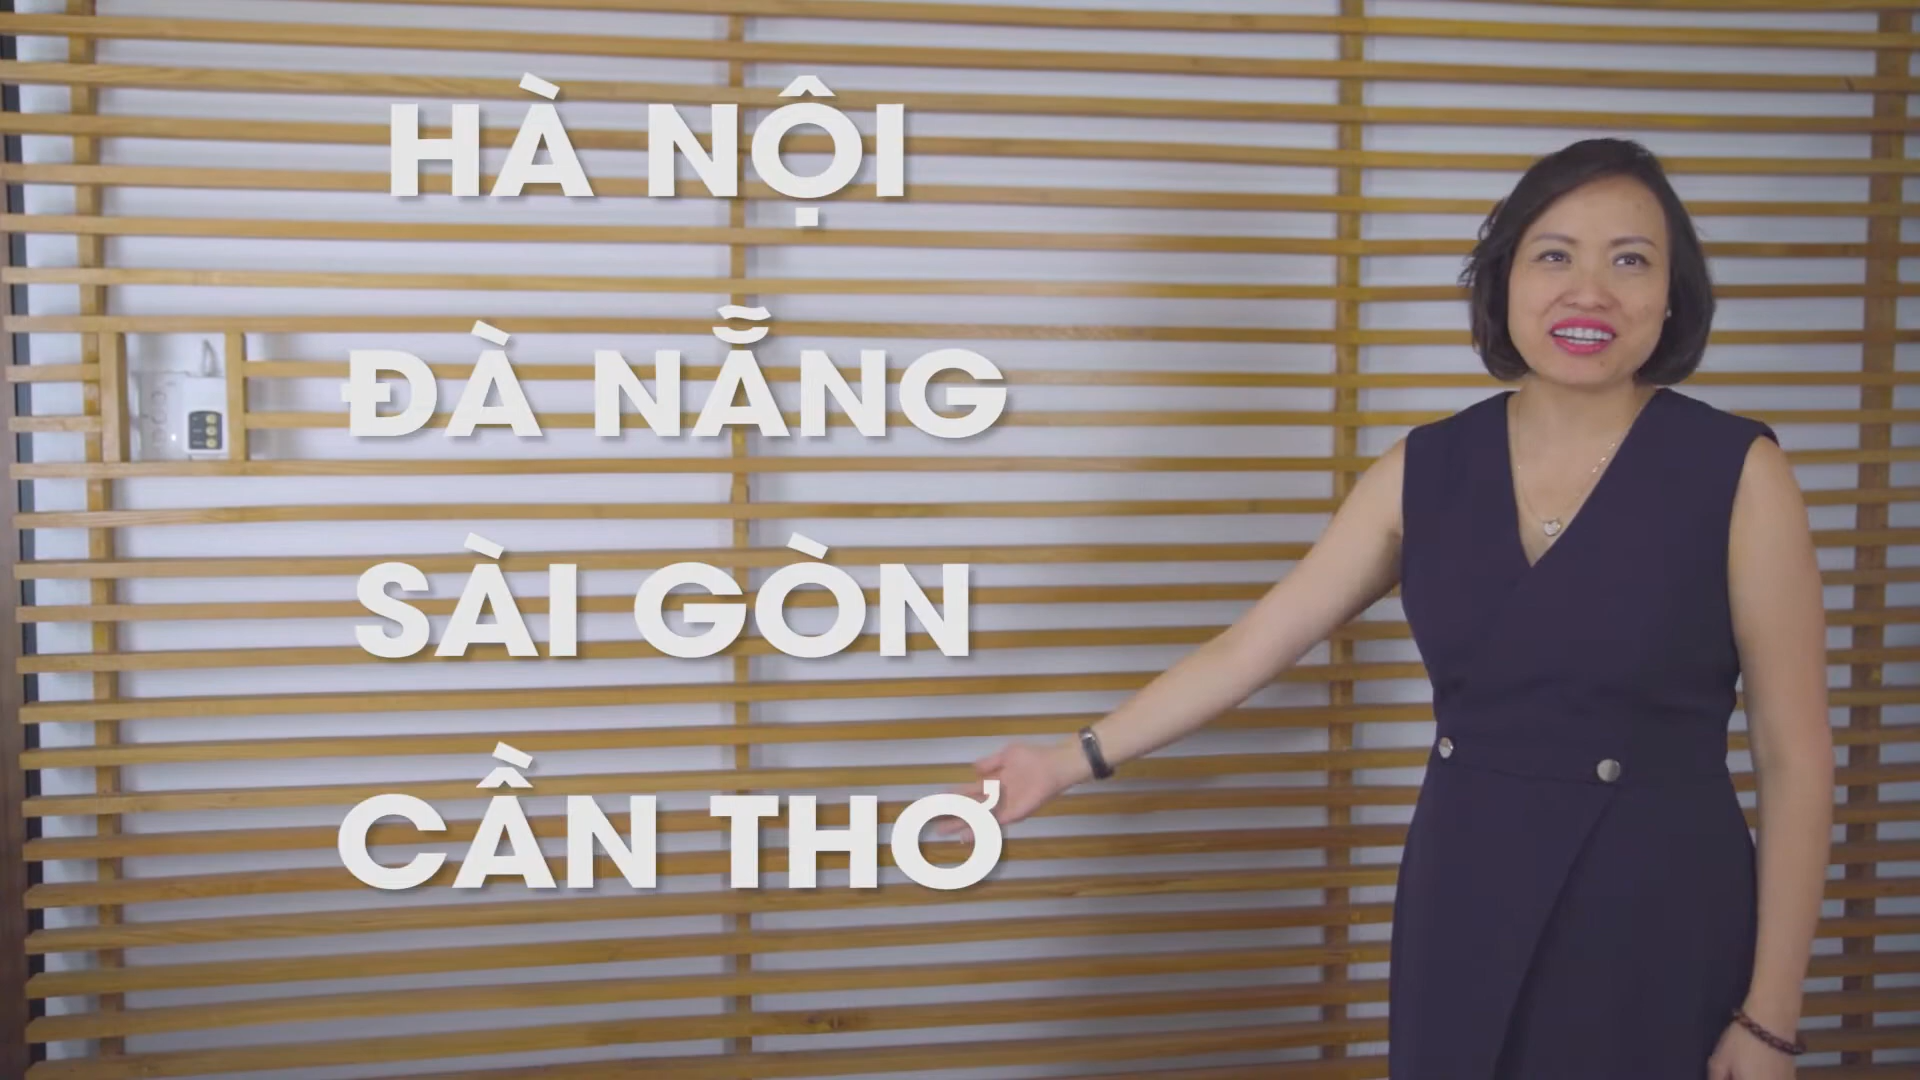 HÀ NỘI
ĐÀ NẴNG
SÀI GÒN
CẦN THƠ